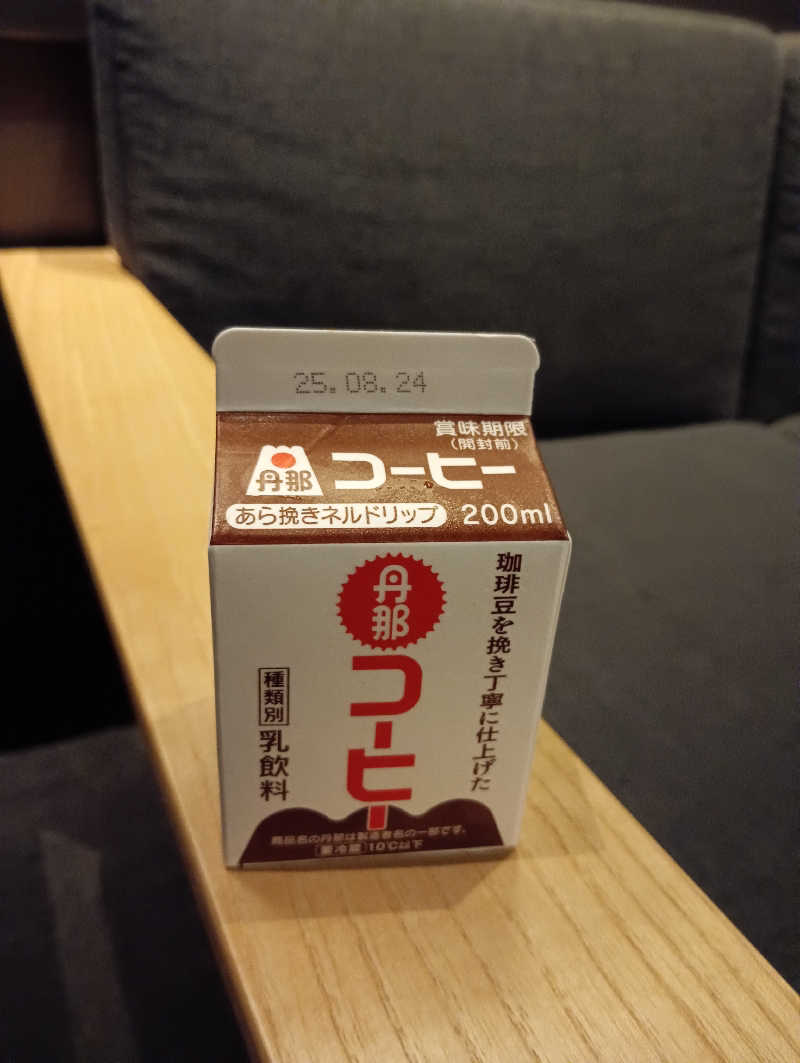 25.08.24
賞味期限
(開封前)
丹那 コーヒー
あら挽きネルドリップ 200ml
丹那
コーヒー
珈琲豆を挽き丁寧に仕上げた
種類別 乳飲料
商品名の丹那は製造者名の一部です。
要冷蔵 10℃以下